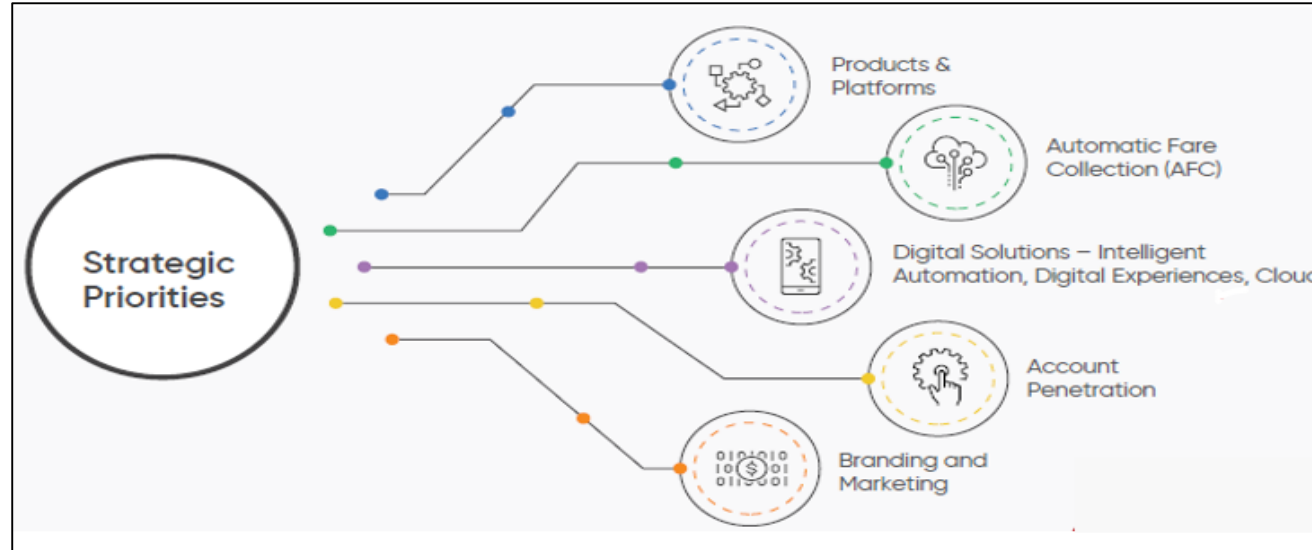 Products &
Platforms
Automatic Fare
Collection (AFC)
Strategic
Priorities
Digital Solutions – Intelligent
Automation, Digital Experiences, Cloud
Account
Penetration
$
Branding and
Marketing